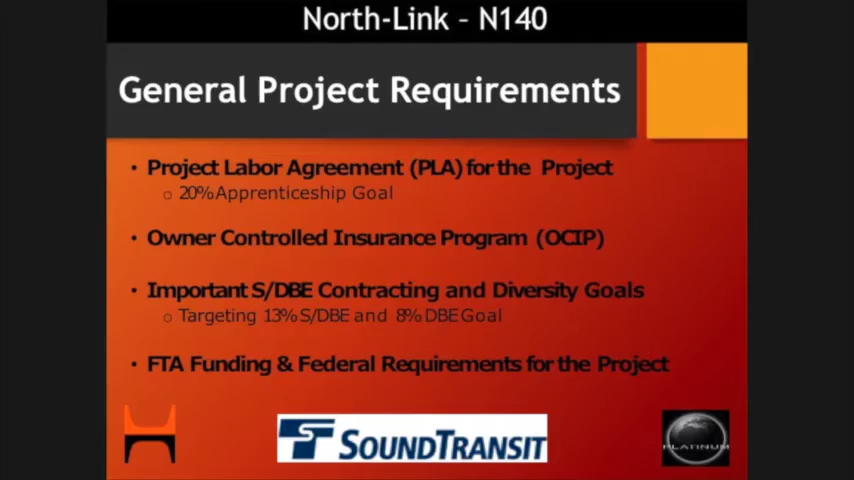 North-Link – N140
General Project Requirements
• Project Labor Agreement (PLA) for the Project
o 20% Apprenticeship Goal
• Owner Controlled Insurance Program (OCIP)
• Important S/DBE Contracting and Diversity Goals
o Targeting 13% S/DBE and 8% DBE Goal
• FTA Funding & Federal Requirements for the Project
SOUNDTRANSIT
PLATINUM